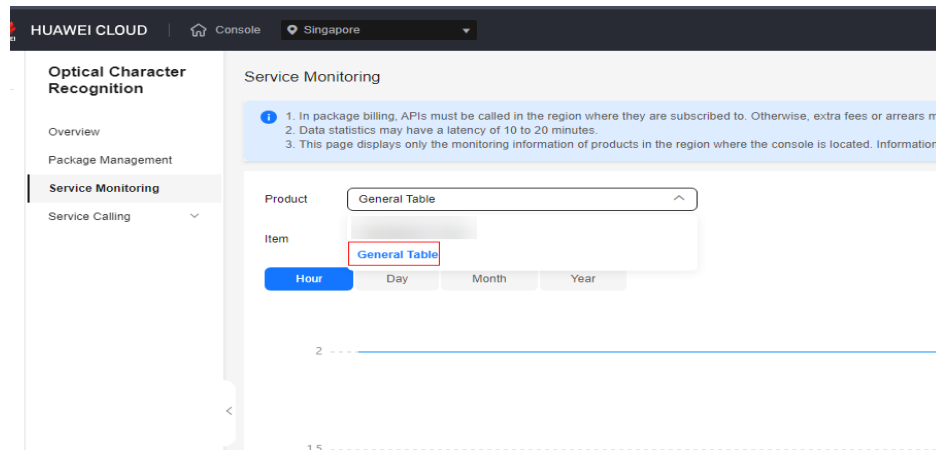 HUAWEI CLOUD Console Singapore
Optical Character
Recognition
Overview
Package Management
Service Monitoring
Service Calling
Service Monitoring
1. In package billing, APIs must be called in the region where they are subscribed to. Otherwise, extra fees or arrears
2. Data statistics may have a latency of 10 to 20 minutes.
3. This page displays only the monitoring information of products in the region where the console is located. Information
Product General Table
Item
General Table
Hour Day Month Year
2
1.5